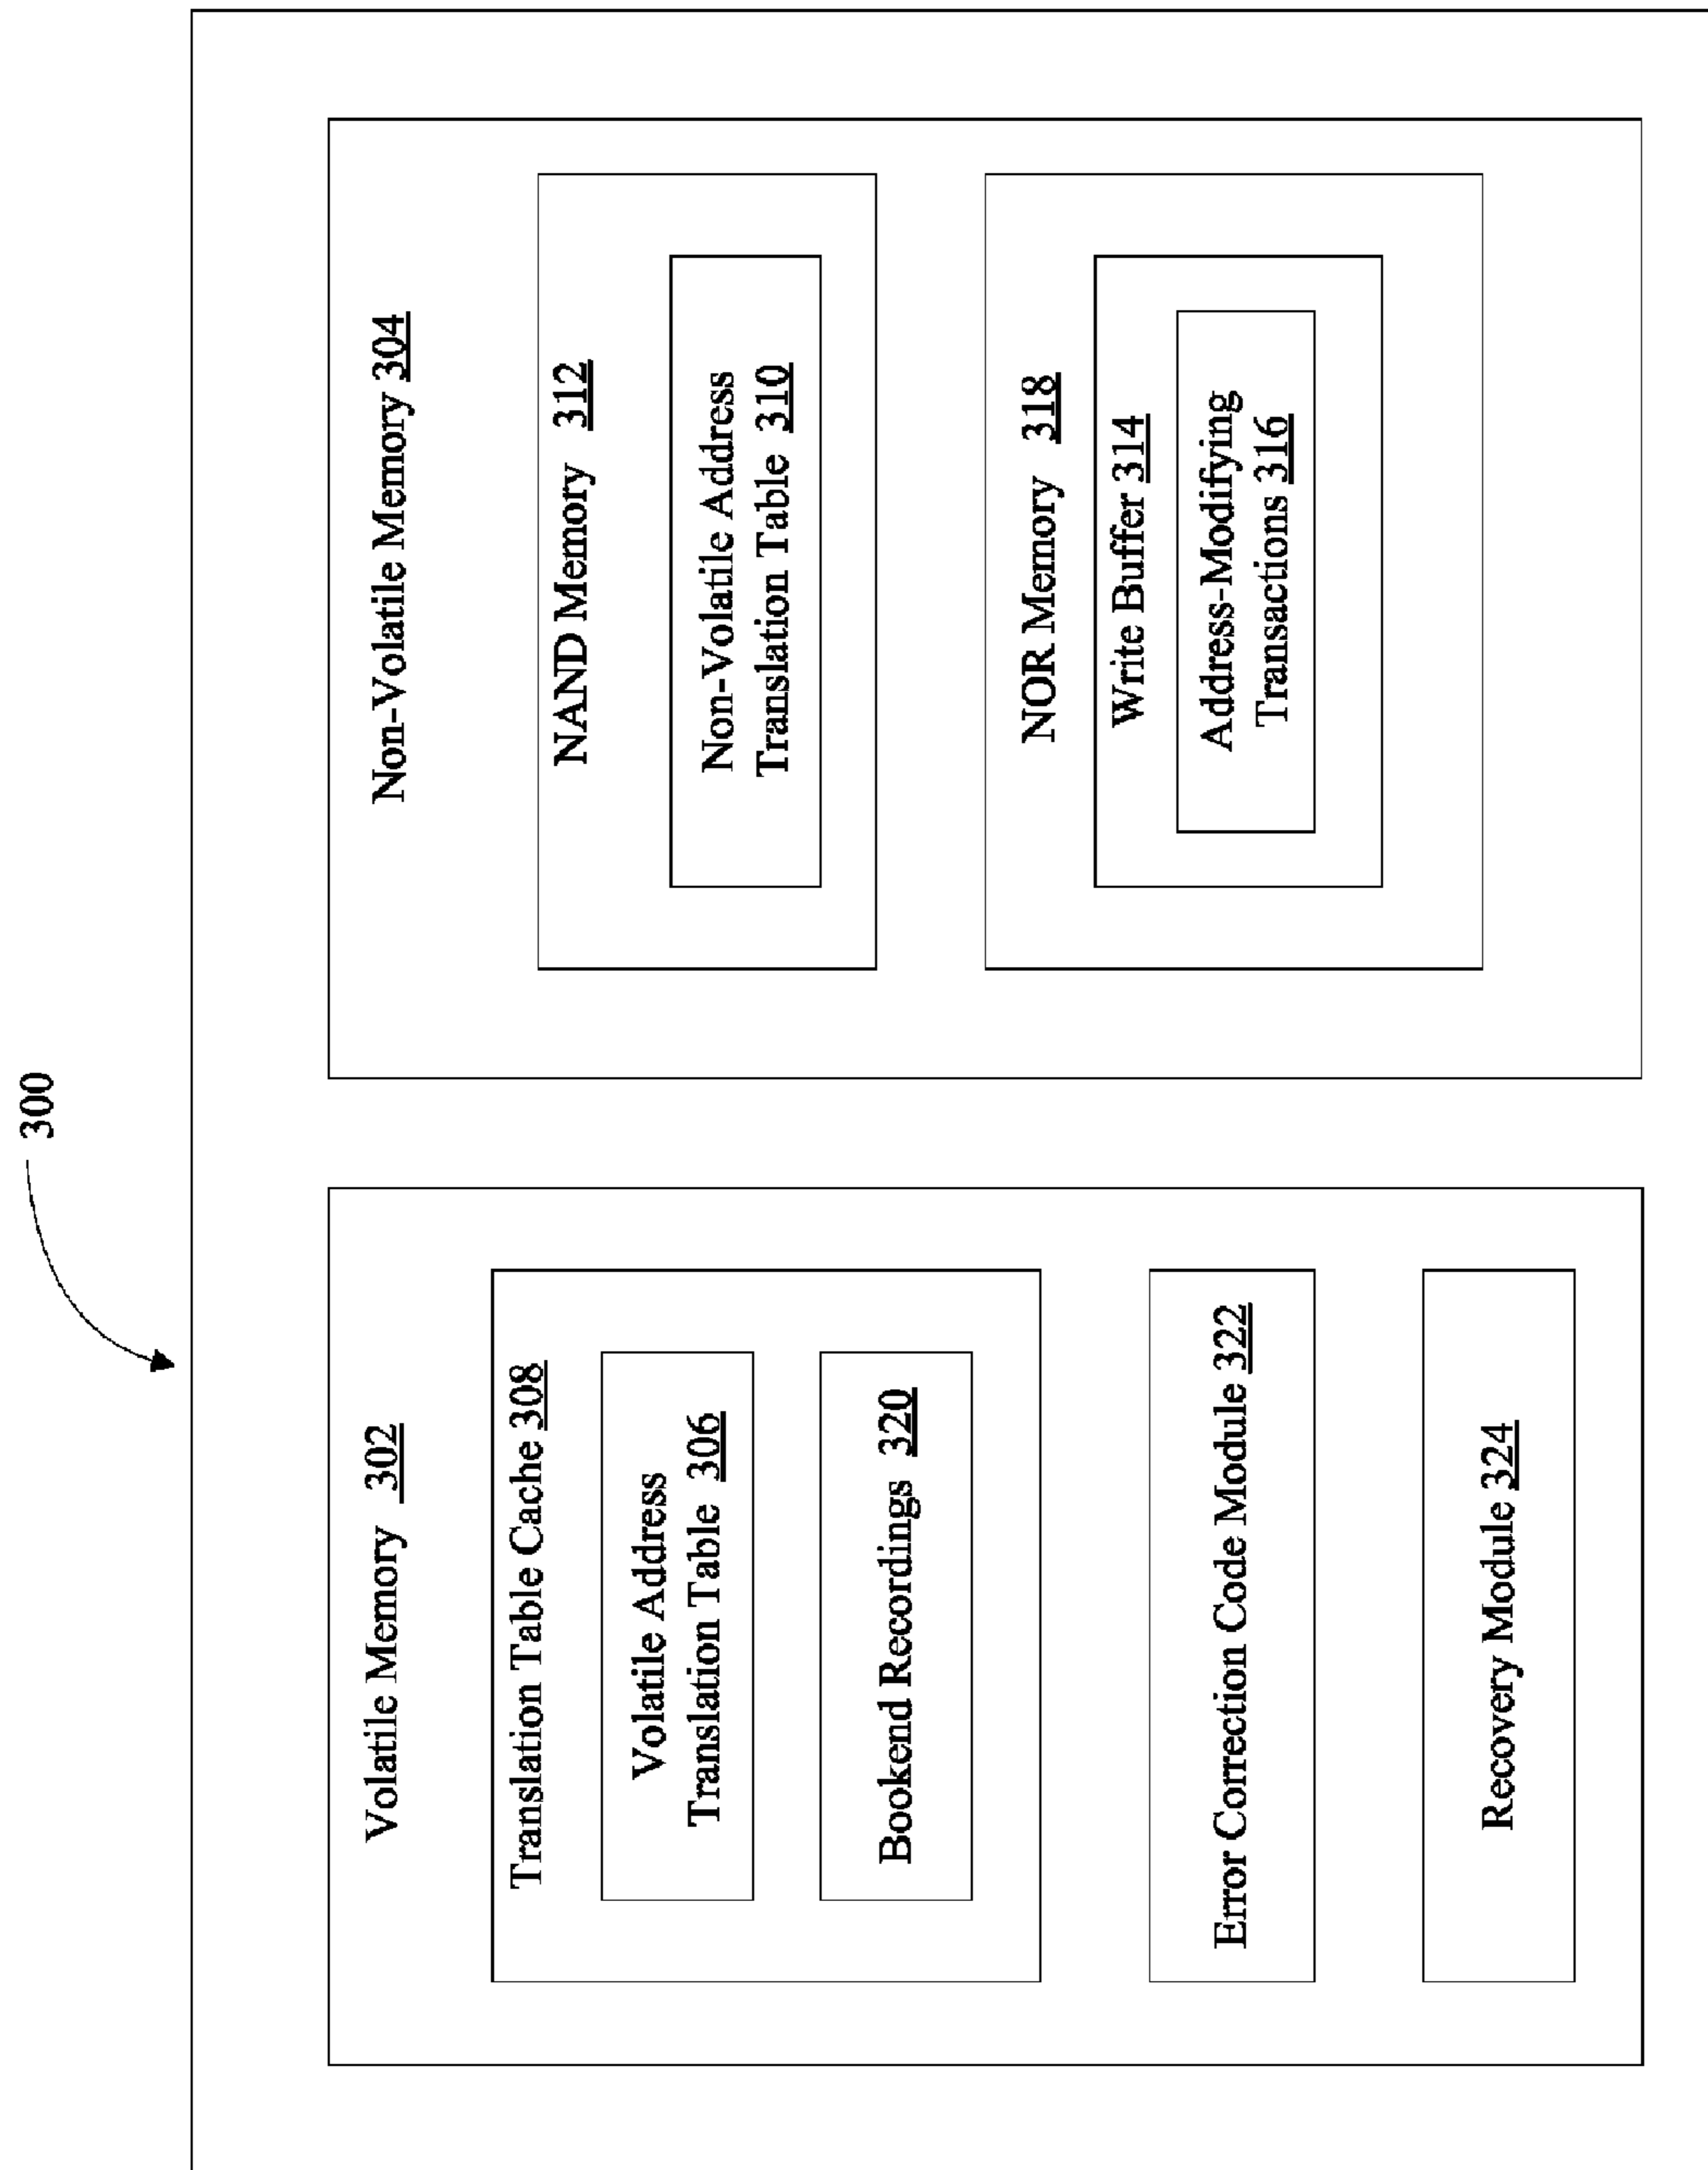 300
Volatile Memory 302
Translation Table Cache 308
Volatile Address
Translation Table 306
Bookend Recordings 320
Error Correction Code Module 322
Recovery Module 324
Non-Volatile Memory 304
NAND Memory 312
Non-Volatile Address
Translation Table 310
NOR Memory 318
Write Buffer 314
Address-Modifying
Transactions 316